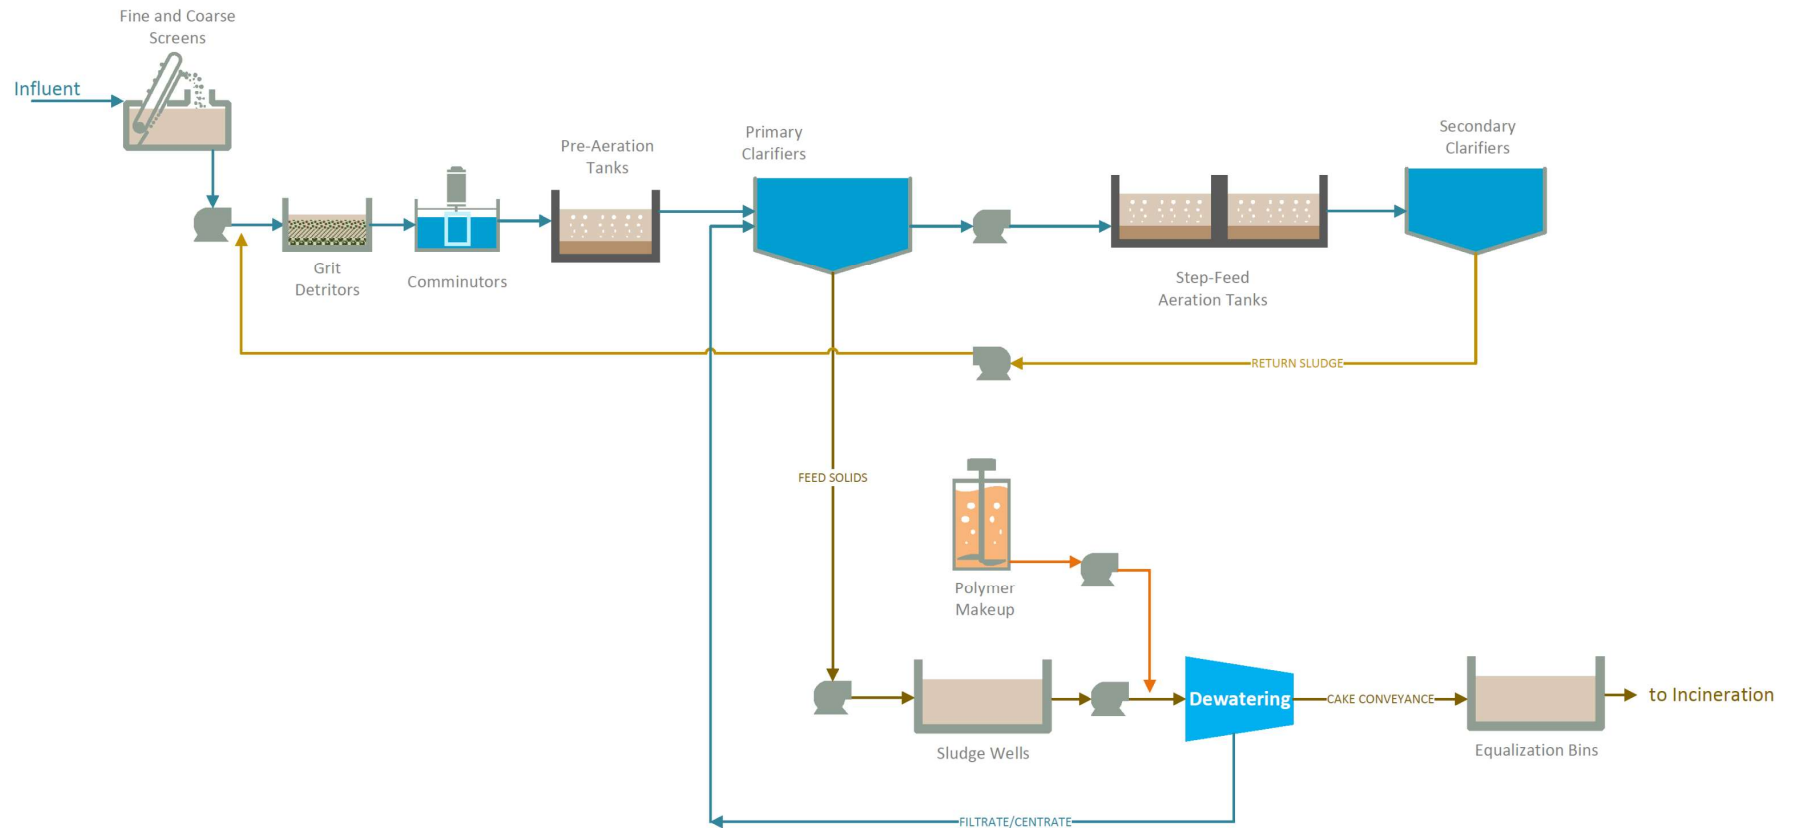 Fine and Coarse
Screens
Influent
Pre-Aeration
Tanks
Primary
Clarifiers
Secondary
Clarifiers
Grit
Detritors
Comminutors
Step-Feed
Aeration Tanks
RETURN SLUDGE
FEED SOLIDS
Polymer
Makeup
Dewatering
CAKE CONVEYANCE
to Incineration
Sludge Wells
Equalization Bins
FILTRATE/CENTRATE